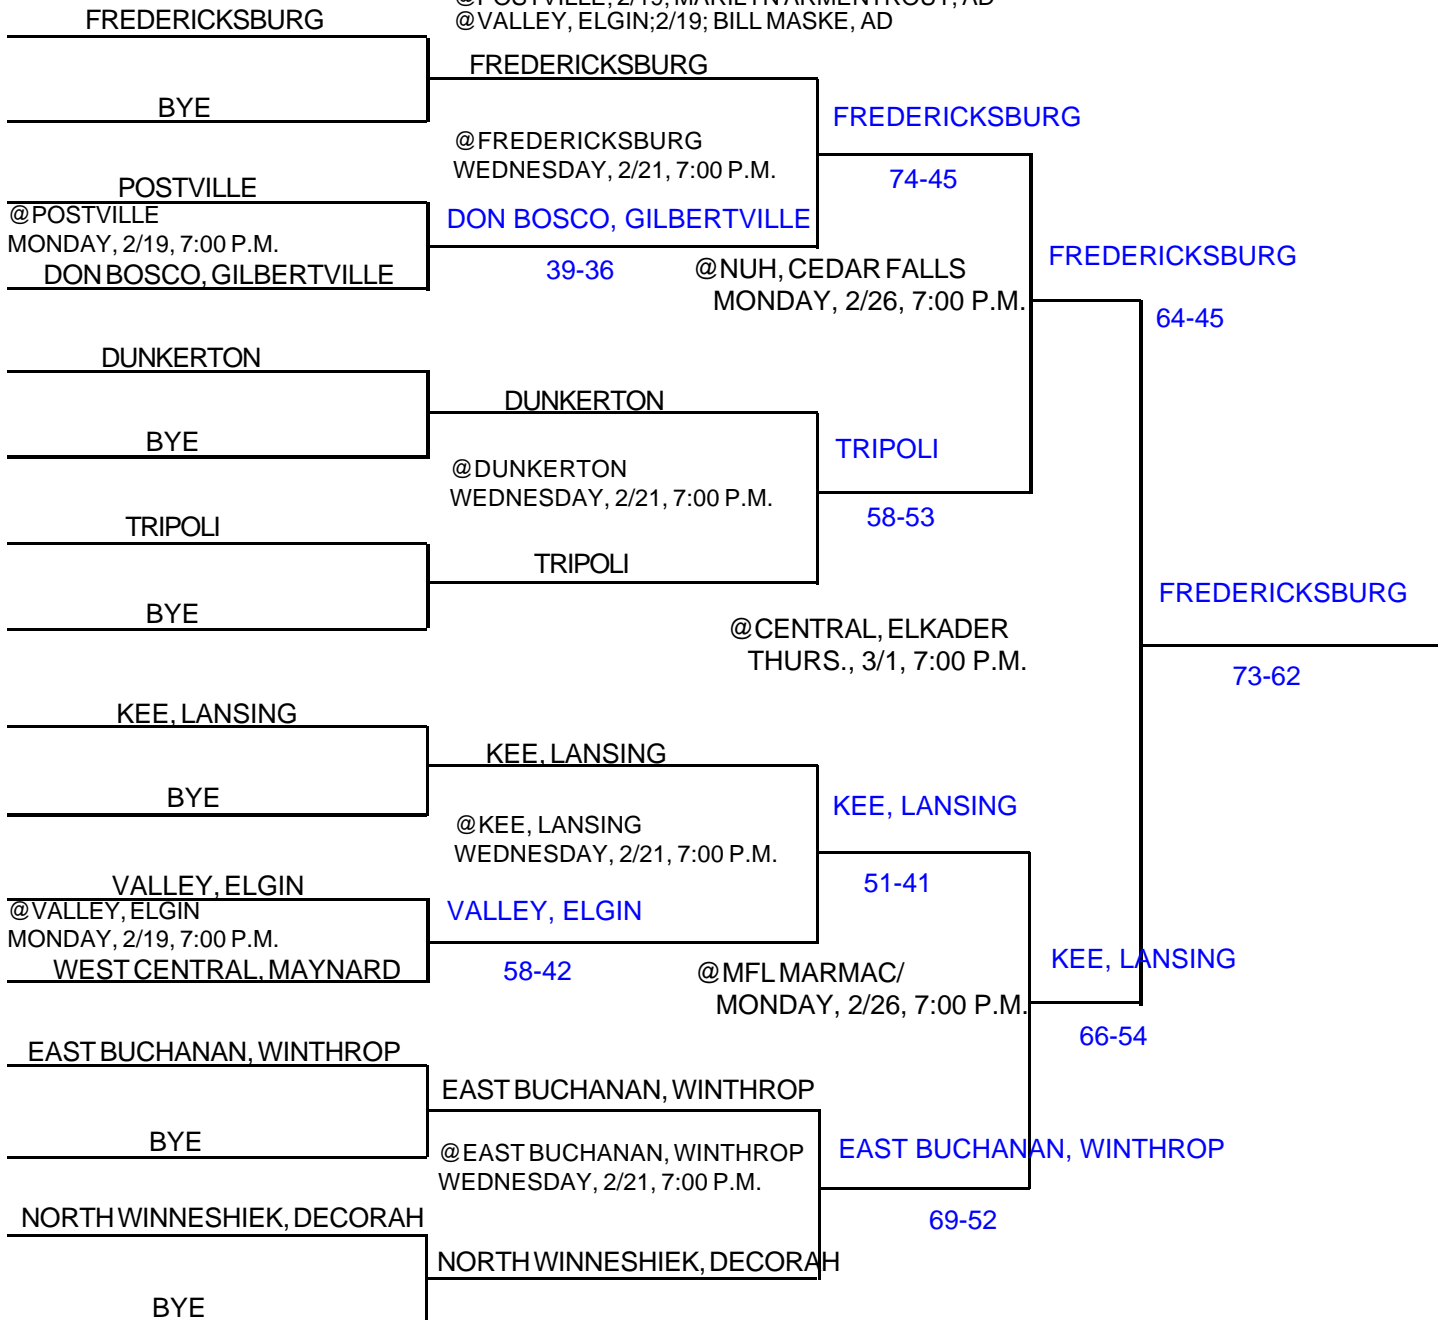 @POSTVILLE; 2/19; MARILYN ARMENTROUT, AD
FREDERICKSBURG
@VALLEY, ELGIN;2/19; BILL MASKE, AD
FREDERICKSBURG
BYE
FREDERICKSBURG
@FREDERICKSBURG
WEDNESDAY, 2/21, 7:00 P.M.
74-45
POSTVILLE
@POSTVILLE
MONDAY, 2/19, 7:00 P.M.
DON BOSCO, GILBERTVILLE
DON BOSCO, GILBERTVILLE
39-36
@NUH, CEDAR FALLS
MONDAY, 2/26, 7:00 P.M.
FREDERICKSBURG
64-45
DUNKERTON
DUNKERTON
BYE
TRIPOLI
@DUNKERTON
WEDNESDAY, 2/21, 7:00 P.M.
58-53
TRIPOLI
TRIPOLI
BYE
FREDERICKSBURG
@CENTRAL, ELKADER
THURS., 3/1, 7:00 P.M.
73-62
KEE, LANSING
KEE, LANSING
BYE
KEE, LANSING
@KEE, LANSING
WEDNESDAY, 2/21, 7:00 P.M.
51-41
VALLEY, ELGIN
@VALLEY, ELGIN
MONDAY, 2/19, 7:00 P.M.
WEST CENTRAL, MAYNARD
VALLEY, ELGIN
58-42
@MFL MARMAC/
MONDAY, 2/26, 7:00 P.M.
KEE, LANSING
66-54
EAST BUCHANAN, WINTHROP
EAST BUCHANAN, WINTHROP
BYE
@EAST BUCHANAN, WINTHROP
WEDNESDAY, 2/21, 7:00 P.M.
EAST BUCHANAN, WINTHROP
69-52
NORTH WINNESHIEK, DECORAH
NORTH WINNESHIEK, DECORAH
BYE